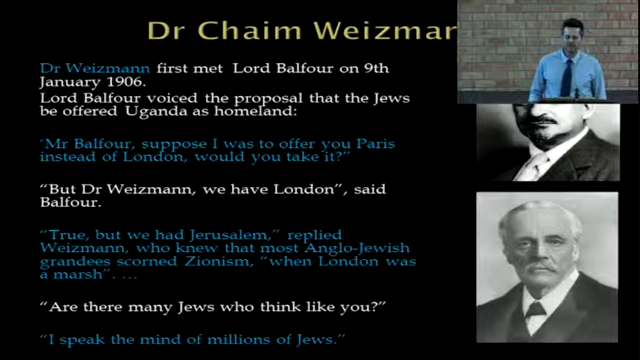 Dr Chaim Weizmar
Dr Weizmann first met Lord Balfour on 9th
January 1906.
Lord Balfour voiced the proposal that the Jews
be offered Uganda as homeland:
‘Mr Balfour, suppose I was to offer you Paris
instead of London, would you take it?”
“But Dr Weizmann, we have London”, said
Balfour.
“True, but we had Jerusalem,” replied
Weizmann, who knew that most Anglo-Jewish
grandees scorned Zionism, “when London was
a marsh”. …
“Are there many Jews who think like you?”
“I speak the mind of millions of Jews.”